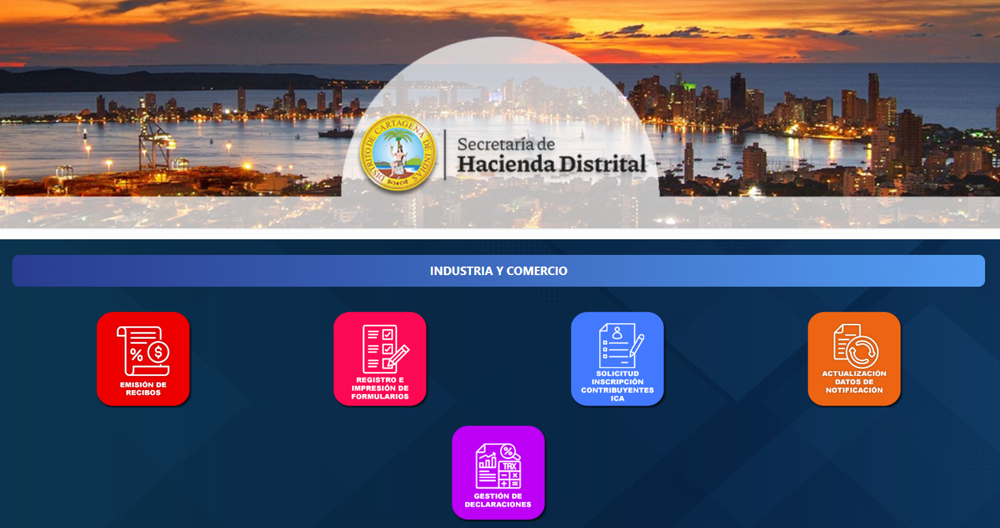 DISTRITO DE CARTAGENA DE INDIAS
Secretaría de
Hacienda Distrital
INDUSTRIA Y COMERCIO
%
$
EMISIÓN DE
RECIBOS
REGISTRO E
IMPRESIÓN DE
FORMULARIOS
SOLICITUD
INSCRIPCIÓN
CONTRIBUYENTES
ICA
ACTUALIZACIÓN
DATOS DE
NOTIFICACIÓN
%
TAX
- x
+ =
GESTIÓN DE
DECLARACIONES